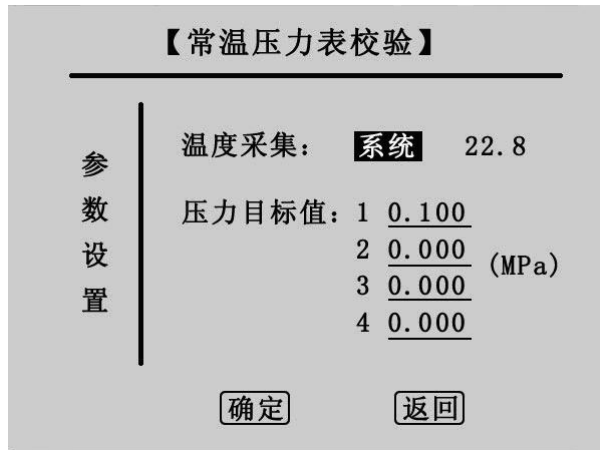 【常温压力表校验】
参数设置
温度采集： 系统 22.8
压力目标值：1 0.100
2 0.000
(MPa)
3 0.000
4 0.000
确定 返回